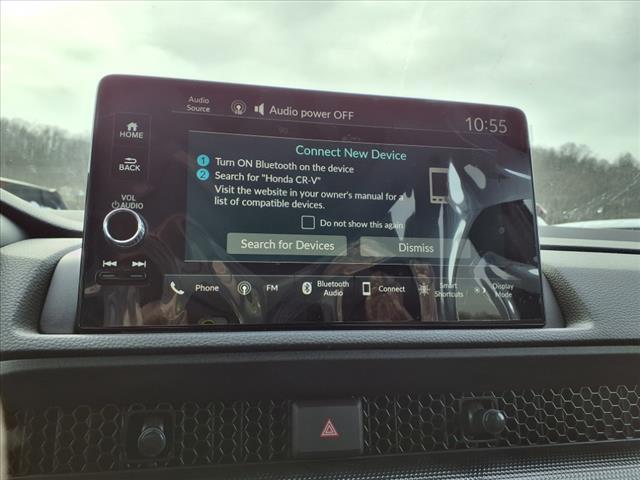 Audio
Source
Audio power OFF
10:55
HOME
BACK
VOL
AUDIO
Connect New Device
1 Turn ON Bluetooth on the device
2 Search for "Honda CR-V"
Visit the website in your owner's manual for a
list of compatible devices.
Do not show this again
Search for Devices
Dismiss
Phone
FM
Bluetooth
Audio
Connect
Smart
Shortcuts
Display
Mode